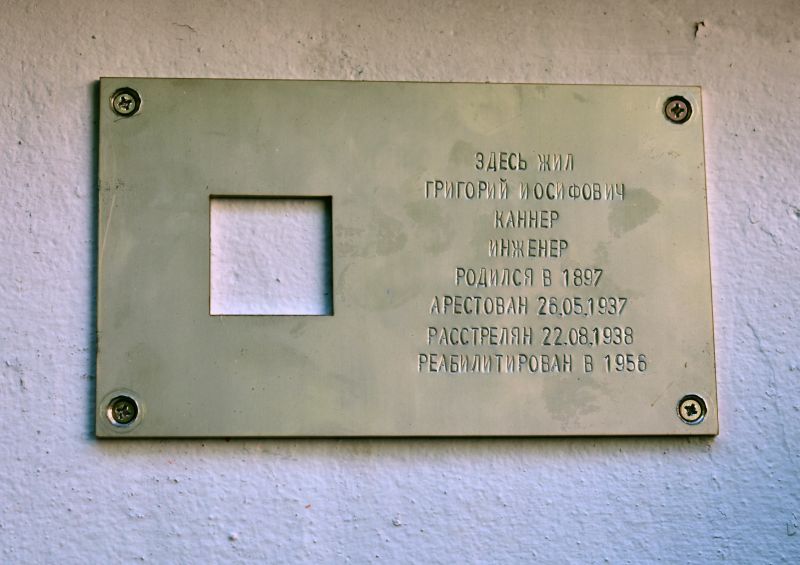 ЗДЕСЬ ЖИЛ
ГРИГОРИЙ ИОСИФОВИЧ
КАННЕР
ИНЖЕНЕР
РОДИЛСЯ В 1897
АРЕСТОВАН 26.05.1937
РАССТРЕЛЯН 22.08.1938
РЕАБИЛИТИРОВАН В 1956